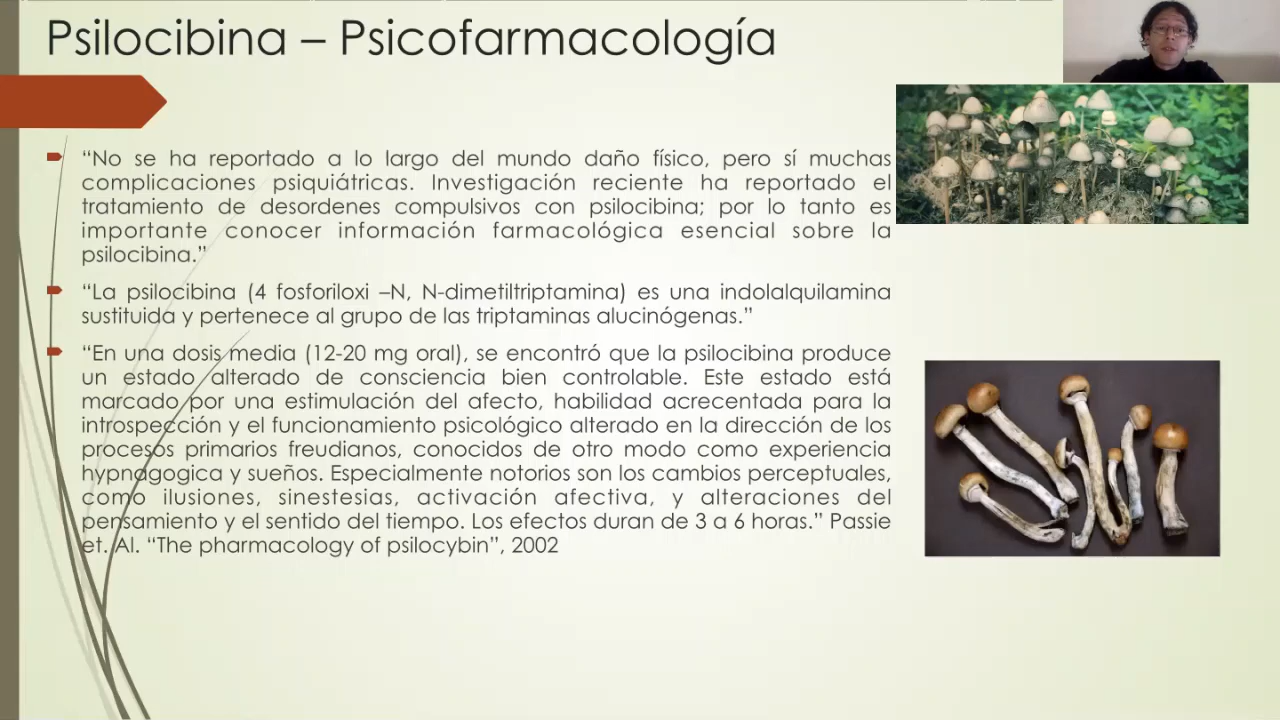 Psilocibina – Psicofarmacología
“No se ha reportado a lo largo del mundo daño físico, pero sí muchas
complicaciones psiquiátricas. Investigación reciente ha reportado el
tratamiento de desordenes compulsivos con psilocibina; por lo tanto es
importante conocer información farmacológica esencial sobre la
psilocibina.”
“La psilocibina (4 fosforiloxi –N, N-dimetiltriptamina) es una indolalquilamina
sustituida y pertenece al grupo de las triptaminas alucinógenas.”
“En una dosis media (12-20 mg oral), se encontró que la psilocibina produce
un estado alterado de consciencia bien controlable. Este estado está
marcado por una estimulación del afecto, habilidad acrecentada para la
introspección y el funcionamiento psicológico alterado en la dirección de los
procesos primarios freudianos, conocidos de otro modo como experiencia
hypnagogica y sueños. Especialmente notorios son los cambios perceptuales,
como ilusiones, sinestesias, activación afectiva, y alteraciones del
pensamiento y el sentido del tiempo. Los efectos duran de 3 a 6 horas.” Passie
et. Al. “The pharmacology of psilocybin”, 2002